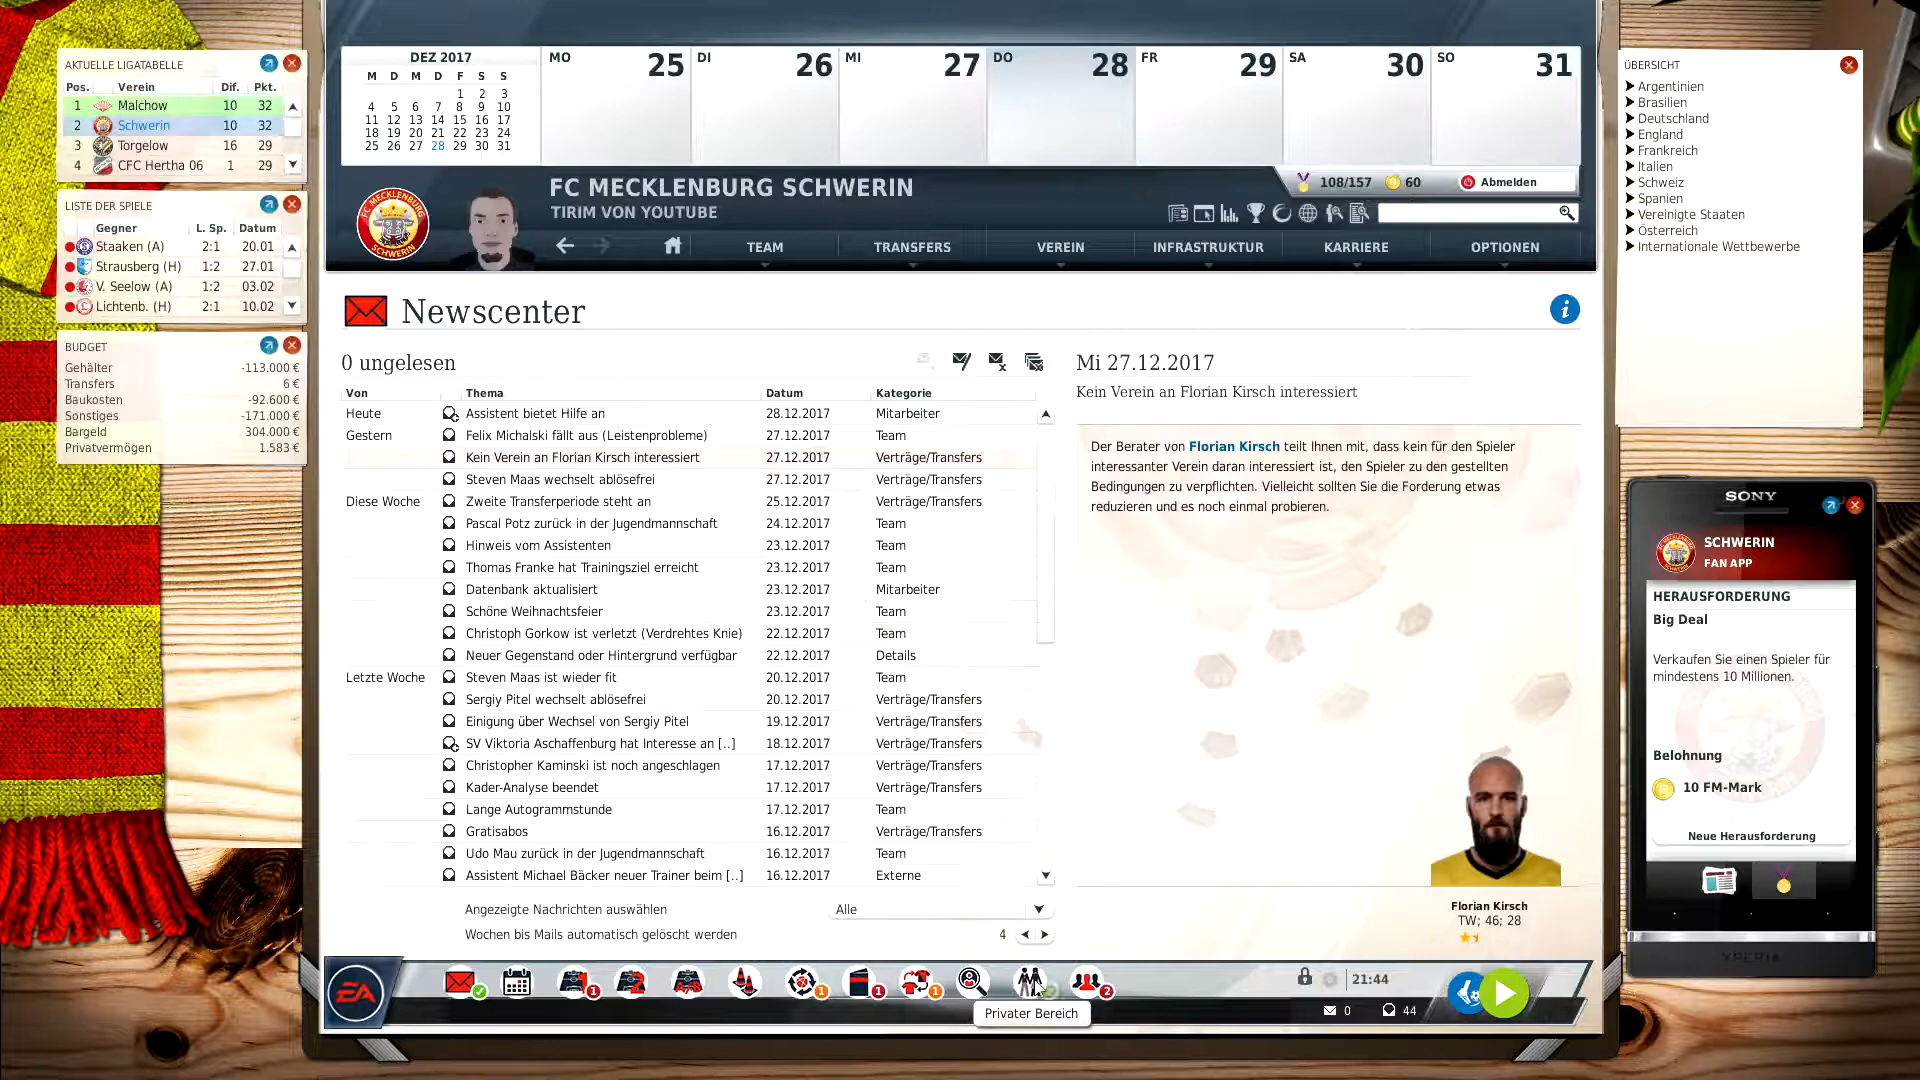 AKTUELLE LIGATABELLE
Pos. Verein Dif. Pkt.
1 Malchow 10 32
2 Schwerin 10 32
3 Torgelow 16 29
4 CFC Hertha 06 1 29
LISTE DER SPIELE
Gegner L. Sp. Datum
Staaken (A) 2:1 20.01
Strausberg (H) 1:2 27.01
V. Seelow (A) 1:2 03.02
Lichtenb. (H) 2:1 10.02
BUDGET
Gehälter -113.000 €
Transfers 6 €
Baukosten -92.600 €
Sonstiges -171.000 €
Bargeld 304.000 €
Privatvermögen 1.583 €
DEZ 2017
M D M D F S S
1 2 3
4 5 6 7 8 9 10
11 12 13 14 15 16 17
18 19 20 21 22 23 24
25 26 27 28 29 30 31
MO 25 DI 26 MI 27 DO 28 FR 29 SA 30 SO 31
FC MECKLENBURG SCHWERIN
TIRIM VON YOUTUBE
108/157 60 Abmelden
TEAM TRANSFERS VEREIN INFRASTRUKTUR KARRIERE OPTIONEN
Newscenter
0 ungelesen
Von Thema Datum Kategorie
Heute Assistent bietet Hilfe an 28.12.2017 Mitarbeiter
Gestern Felix Michalski fällt aus (Leistenprobleme) 27.12.2017 Team
Kein Verein an Florian Kirsch interessiert 27.12.2017 Verträge/Transfers
Steven Maas wechselt ablösefrei 27.12.2017 Verträge/Transfers
Diese Woche Zweite Transferperiode steht an 25.12.2017 Verträge/Transfers
Pascal Potz zurück in der Jugendmannschaft 24.12.2017 Team
Hinweis vom Assistenten 23.12.2017 Team
Thomas Franke hat Trainingsziel erreicht 23.12.2017 Team
Datenbank aktualisiert 23.12.2017 Mitarbeiter
Schöne Weihnachtsfeier 23.12.2017 Team
Christoph Gorkow ist verletzt (Verdrehtes Knie) 22.12.2017 Team
Neuer Gegenstand oder Hintergrund verfügbar 22.12.2017 Details
Letzte Woche Steven Maas ist wieder fit 20.12.2017 Team
Sergiy Pitel wechselt ablösefrei 20.12.2017 Verträge/Transfers
Einigung über Wechsel von Sergiy Pitel 19.12.2017 Verträge/Transfers
SV Viktoria Aschaffenburg hat Interesse an [..] 18.12.2017 Verträge/Transfers
Christopher Kaminski ist noch angeschlagen 17.12.2017 Verträge/Transfers
Kader-Analyse beendet 17.12.2017 Verträge/Transfers
Lange Autogrammstunde 17.12.2017 Team
Gratisabos 16.12.2017 Verträge/Transfers
Udo Mau zurück in der Jugendmannschaft 16.12.2017 Team
Assistent Michael Bäcker neuer Trainer beim [..] 16.12.2017 Externe
Angezeigte Nachrichten auswählen Alle
Wochen bis Mails automatisch gelöscht werden 4
Mi 27.12.2017
Kein Verein an Florian Kirsch interessiert
Der Berater von Florian Kirsch teilt Ihnen mit, dass kein für den Spieler
interessanter Verein daran interessiert ist, den Spieler zu den gestellten
Bedingungen zu verpflichten. Vielleicht sollten Sie die Forderung etwas
reduzieren und es noch einmal probieren.
Florian Kirsch
TW; 46; 28
EA
1 2 A/B 1 1 1 2
Privater Bereich
21:44
0 44
ÜBERSICHT
Argentinien
Brasilien
Deutschland
England
Frankreich
Italien
Schweiz
Spanien
Vereinigte Staaten
Österreich
Internationale Wettbewerbe
SONY
SCHWERIN
FAN APP
HERAUSFORDERUNG
Big Deal
Verkaufen Sie einen Spieler für
mindestens 10 Millionen.
Belohnung
10 FM-Mark
Neue Herausforderung
XPERIA